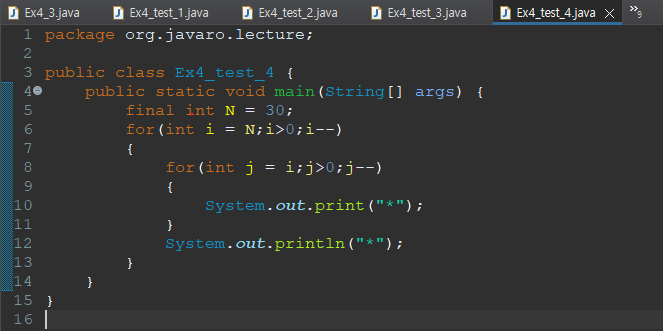 Ex4_3.java Ex4_test_1.java Ex4_test_2.java Ex4_test_3.java Ex4_test_4.java »9
1 package org.javaro.lecture;
2
3 public class Ex4_test_4 {
4 public static void main(String[] args) {
5 final int N = 30;
6 for(int i = N;i>0;i--)
7 {
8 for(int j = i;j>0;j--)
9 {
10 System.out.print("*");
11 }
12 System.out.println("*");
13 }
14 }
15 }
16